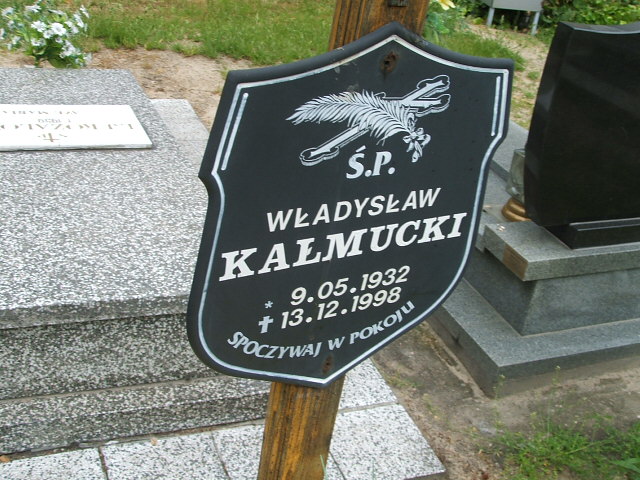 Ś.P.
WŁADYSŁAW
KAŁMUCKI
* 9.05.1932
✝ 13.12.1998
SPOCZYWAJ W POKOJU